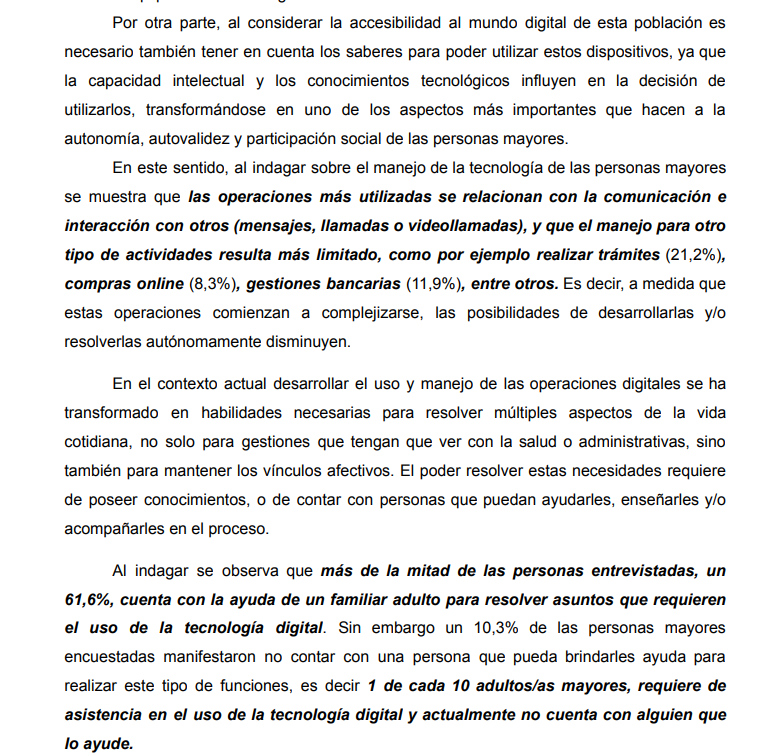 Por otra parte, al considerar la accesibilidad al mundo digital de esta población es
necesario también tener en cuenta los saberes para poder utilizar estos dispositivos, ya que
la capacidad intelectual y los conocimientos tecnológicos influyen en la decisión de
utilizarlos, transformándose en uno de los aspectos más importantes que hacen a la
autonomía, autovalidez y participación social de las personas mayores.
En este sentido, al indagar sobre el manejo de la tecnología de las personas mayores
se muestra que las operaciones más utilizadas se relacionan con la comunicación e
interacción con otros (mensajes, llamadas o videollamadas), y que el manejo para otro
tipo de actividades resulta más limitado, como por ejemplo realizar trámites (21,2%),
compras online (8,3%), gestiones bancarias (11,9%), entre otros. Es decir, a medida que
estas operaciones comienzan a complejizarse, las posibilidades de desarrollarlas y/o
resolverlas autónomamente disminuyen.
En el contexto actual desarrollar el uso y manejo de las operaciones digitales se ha
transformado en habilidades necesarias para resolver múltiples aspectos de la vida
cotidiana, no solo para gestiones que tengan que ver con la salud o administrativas, sino
también para mantener los vínculos afectivos. El poder resolver estas necesidades requiere
de poseer conocimientos, o de contar con personas que puedan ayudarles, enseñarles y/o
acompañarles en el proceso.
Al indagar se observa que más de la mitad de las personas entrevistadas, un
61,6%, cuenta con la ayuda de un familiar adulto para resolver asuntos que requieren
el uso de la tecnología digital. Sin embargo un 10,3% de las personas mayores
encuestadas manifestaron no contar con una persona que pueda brindarles ayuda para
realizar este tipo de funciones, es decir 1 de cada 10 adultos/as mayores, requiere de
asistencia en el uso de la tecnología digital y actualmente no cuenta con alguien que
lo ayude.